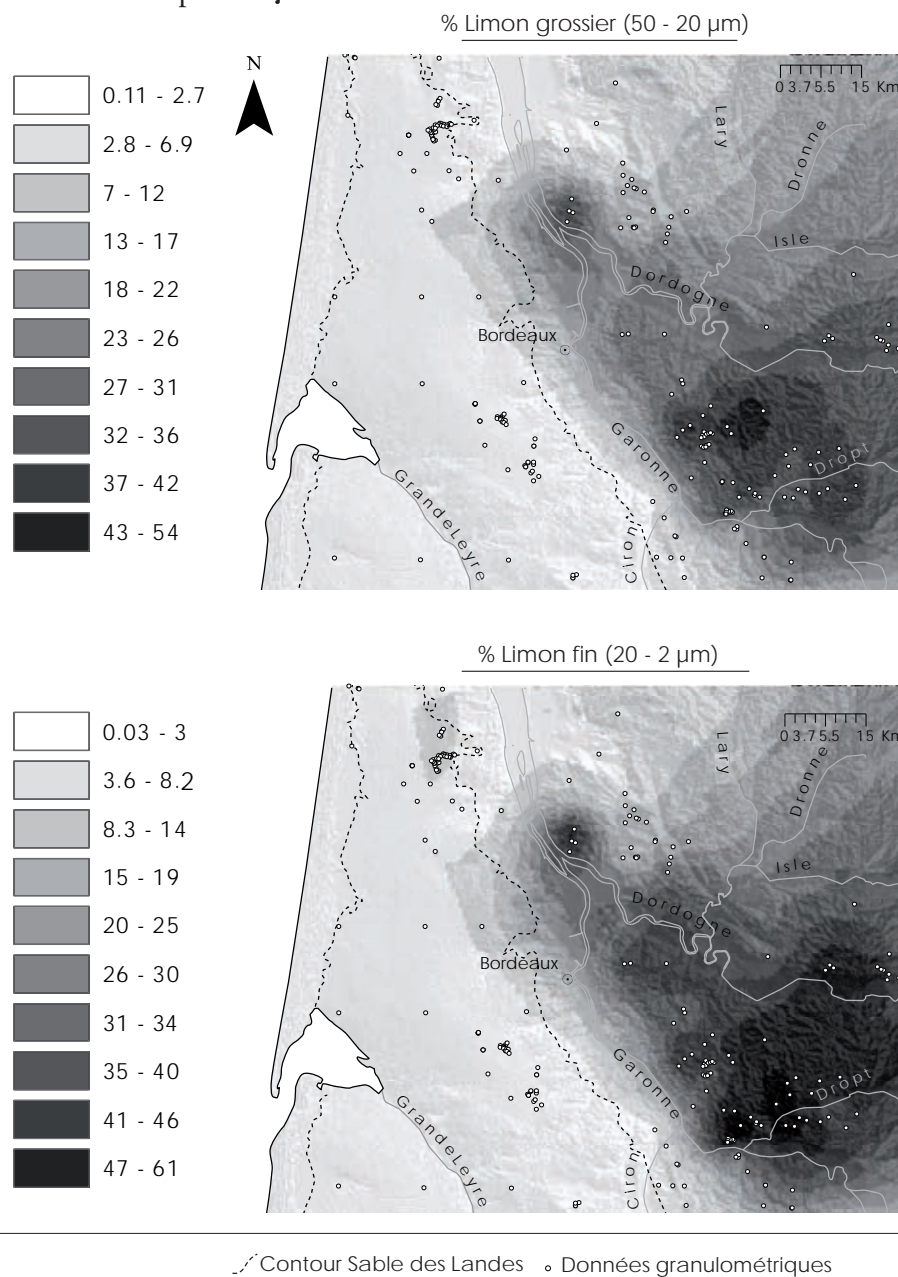 % Limon grossier (50 - 20 µm)
N
0.11 - 2.7
2.8 - 6.9
7 - 12
13 - 17
18 - 22
23 - 26
27 - 31
32 - 36
37 - 42
43 - 54
0 3.75.5 15 Km
Lary
Dronne
Isle
Dordogne
Bordeaux
Garonne
Dropt
GrandeLeyre
Ciron
% Limon fin (20 - 2 µm)
0.03 - 3
3.6 - 8.2
8.3 - 14
15 - 19
20 - 25
26 - 30
31 - 34
35 - 40
41 - 46
47 - 61
0 3.75.5 15 Km
Lary
Dronne
Isle
Dordogne
Bordeaux
Garonne
Dropt
GrandeLeyre
Ciron
Contour Sable des Landes
Données granulométriques